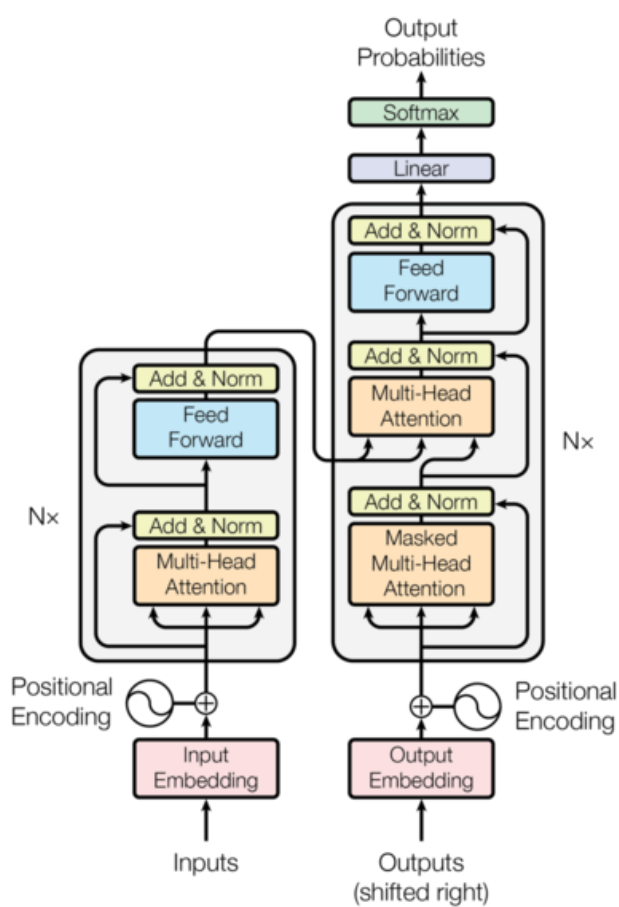 Output
Probabilities
Softmax
Linear
Add & Norm
Feed
Forward
Add & Norm
Multi-Head
Attention
N×
Add & Norm
Masked
Multi-Head
Attention
Positional
Encoding
Output
Embedding
Outputs
(shifted right)
Add & Norm
Feed
Forward
N×
Add & Norm
Multi-Head
Attention
Positional
Encoding
Input
Embedding
Inputs